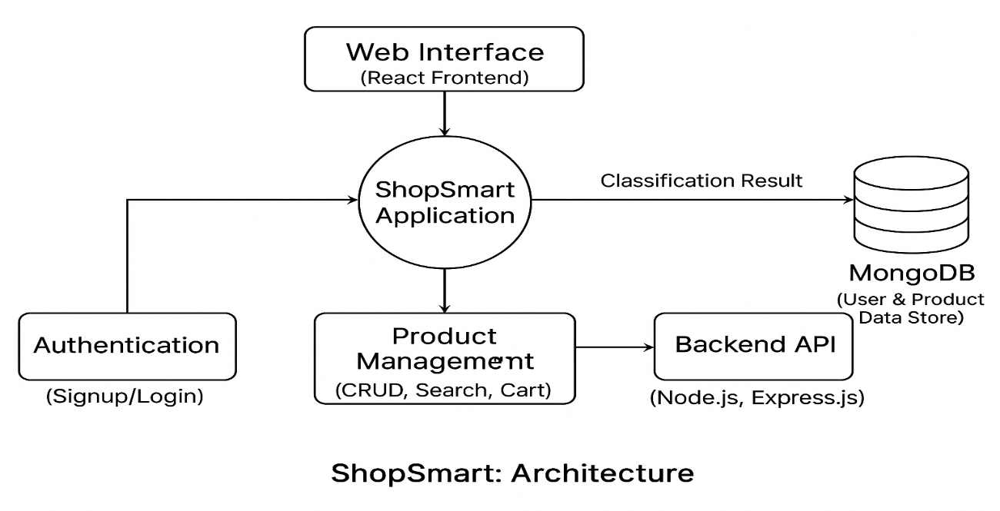 Web Interface
(React Frontend)
ShopSmart
Application
Classification Result
MongoDB
(User & Product
Data Store)
Authentication
(Signup/Login)
Product
Management
(CRUD, Search, Cart)
Backend API
(Node.js, Express.js)
ShopSmart: Architecture